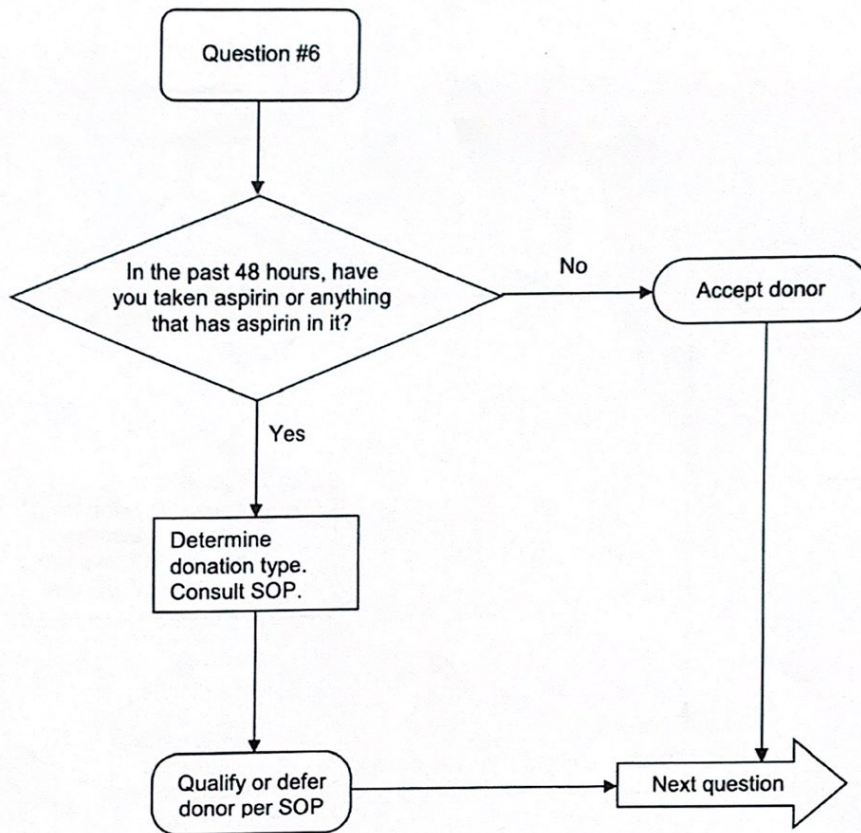 Question #6
In the past 48 hours, have
you taken aspirin or anything
that has aspirin in it?
No
Accept donor
Yes
Determine
donation type.
Consult SOP.
Qualify or defer
donor per SOP
Next question